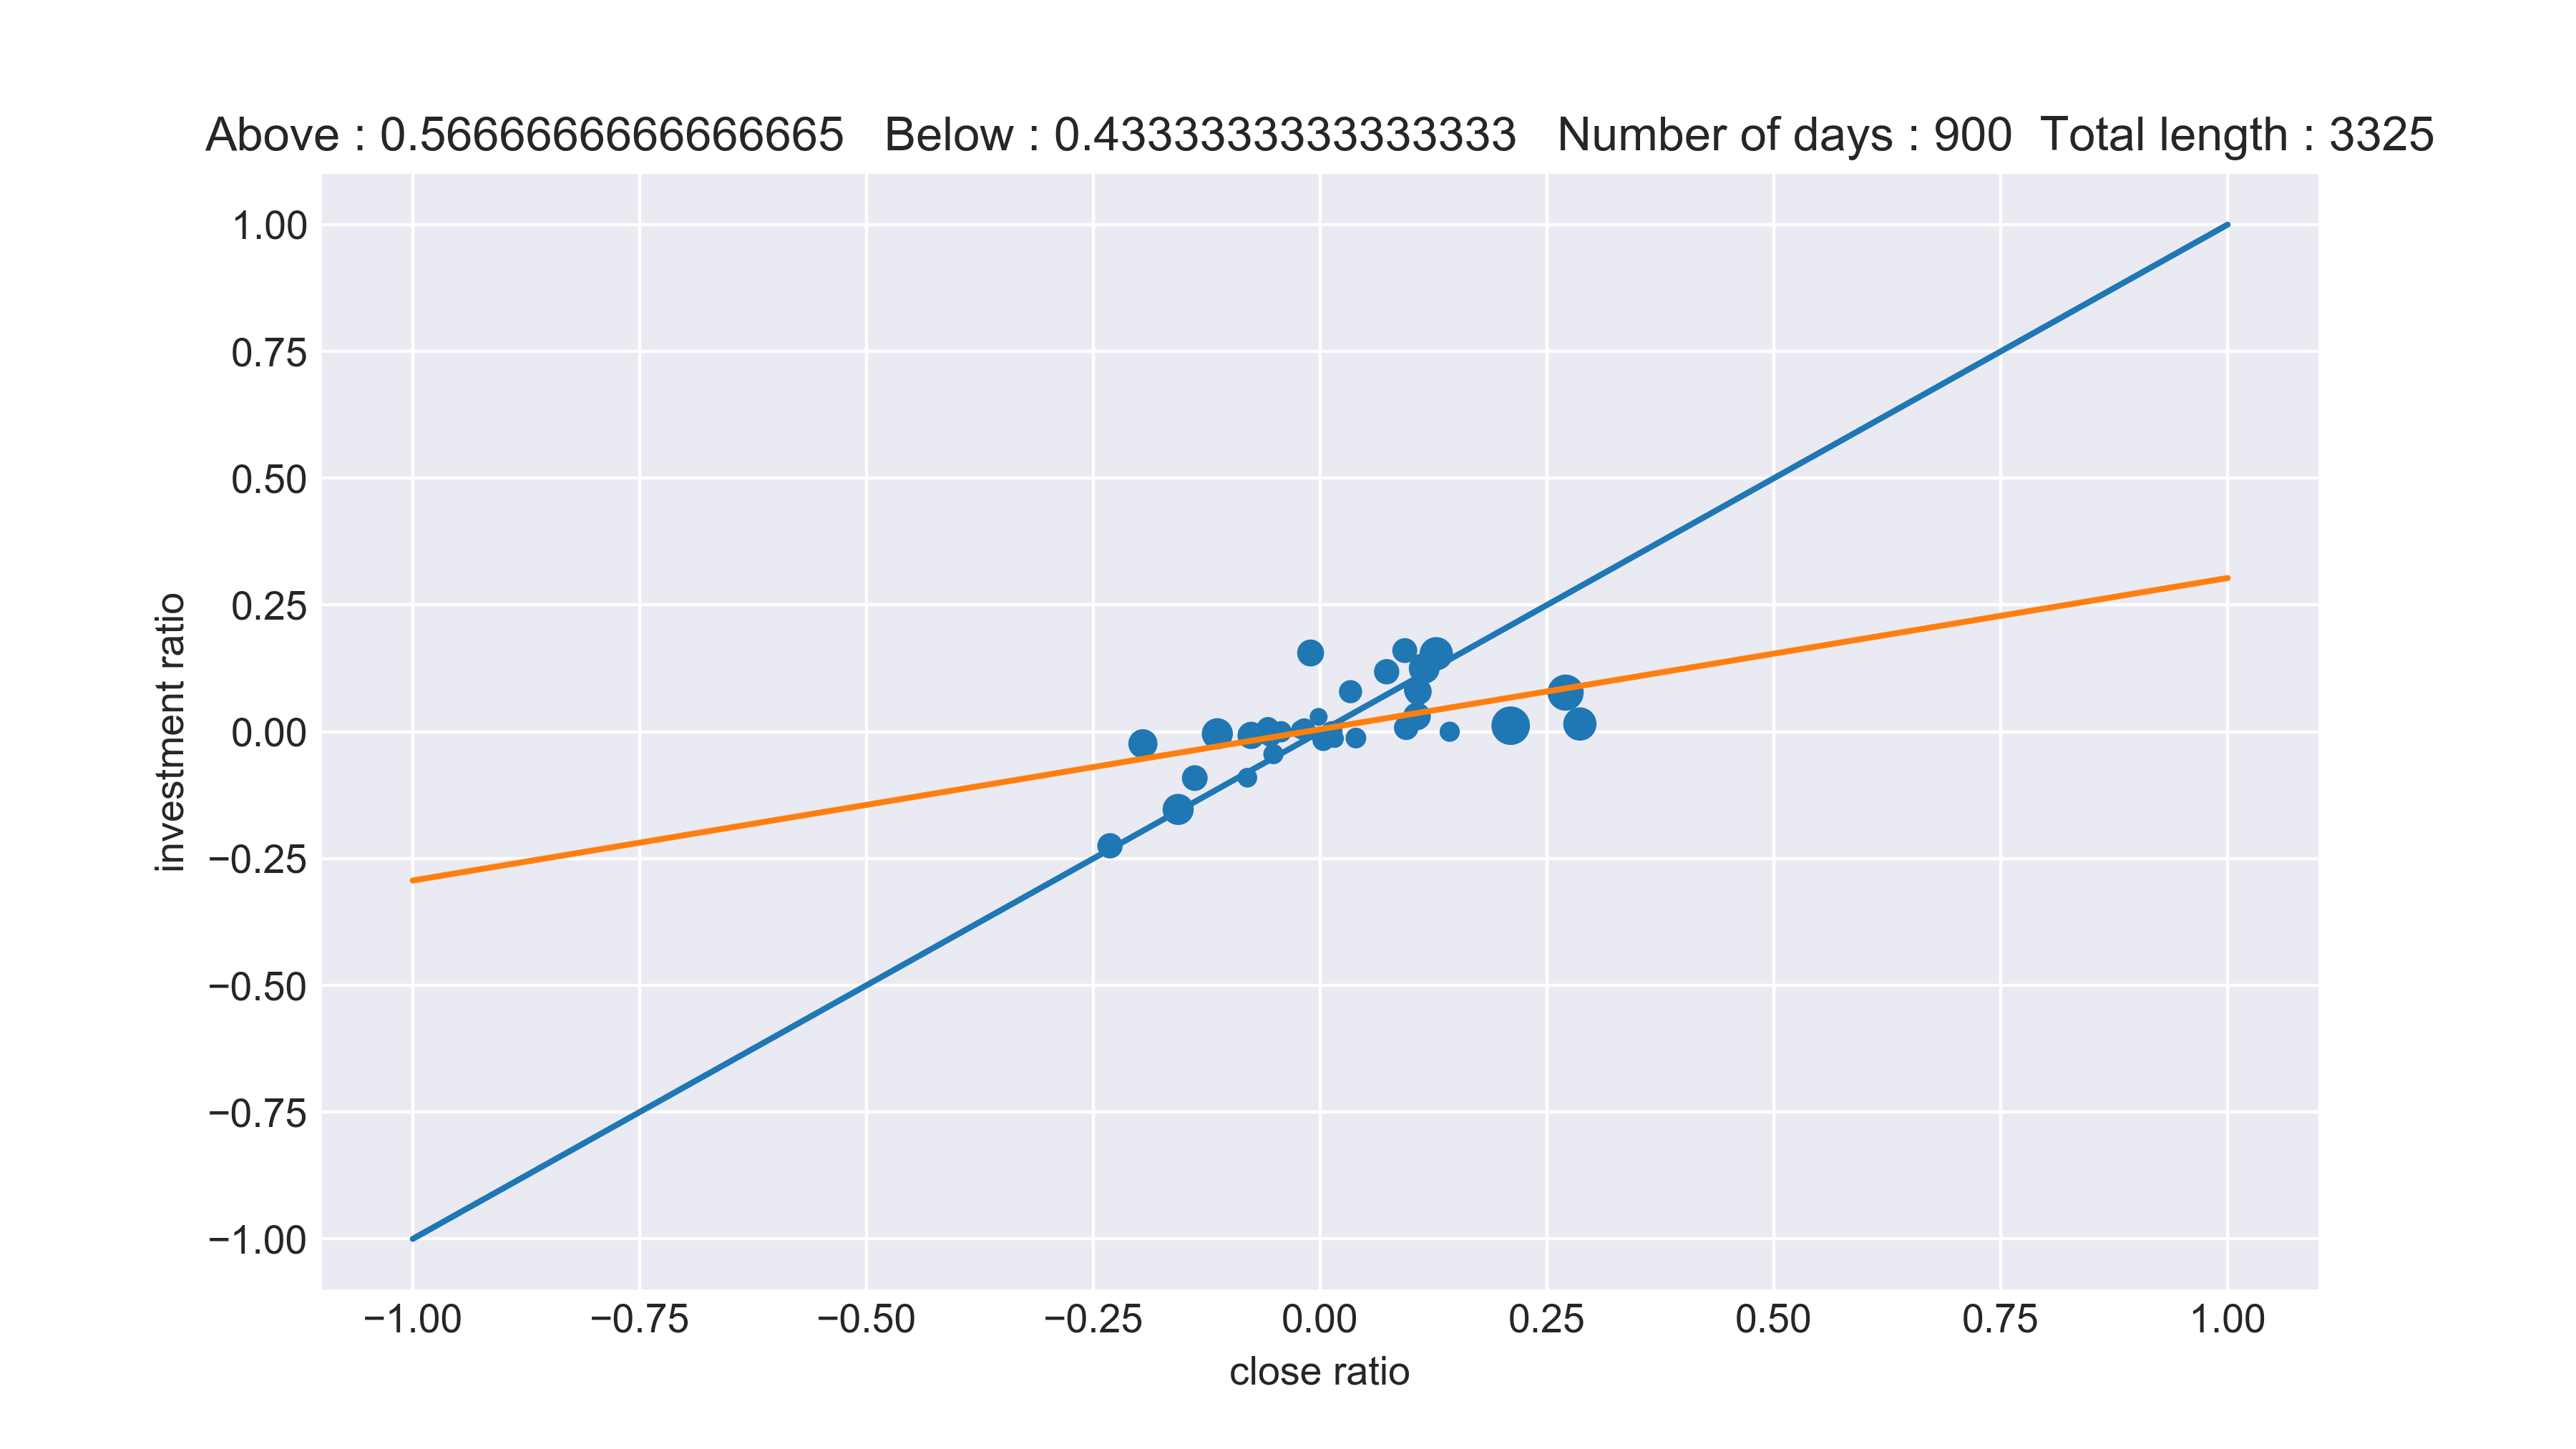 Above : 0.5666666666666665   Below : 0.4333333333333333   Number of days : 900  Total length : 3325
1.00
0.75
0.50
0.25
0.00
−0.25
−0.50
−0.75
−1.00
investment ratio
−1.00 −0.75 −0.50 −0.25 0.00 0.25 0.50 0.75 1.00
close ratio